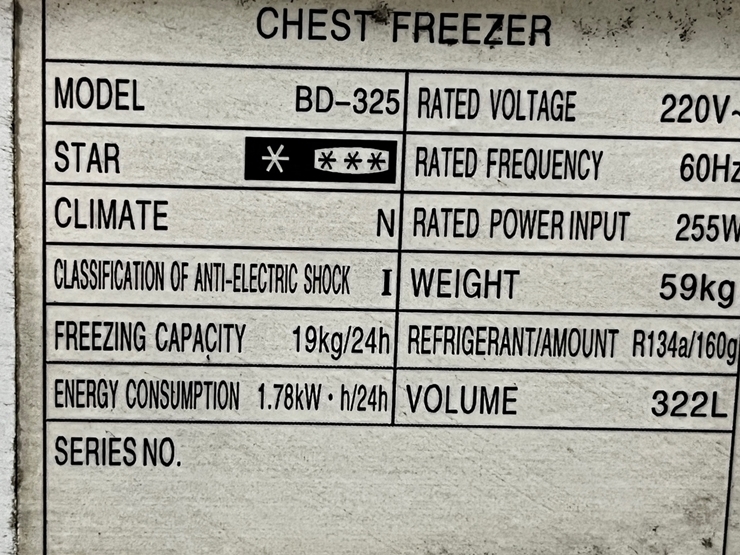 CHEST FREEZER
MODEL BD-325 RATED VOLTAGE 220V~
STAR * *** RATED FREQUENCY 60Hz
CLIMATE N RATED POWER INPUT 255W
CLASSIFICATION OF ANTI-ELECTRIC SHOCK I WEIGHT 59kg
FREEZING CAPACITY 19kg/24h REFRIGERANT/AMOUNT R134a/160g
ENERGY CONSUMPTION 1.78kW·h/24h VOLUME 322L
SERIES NO.